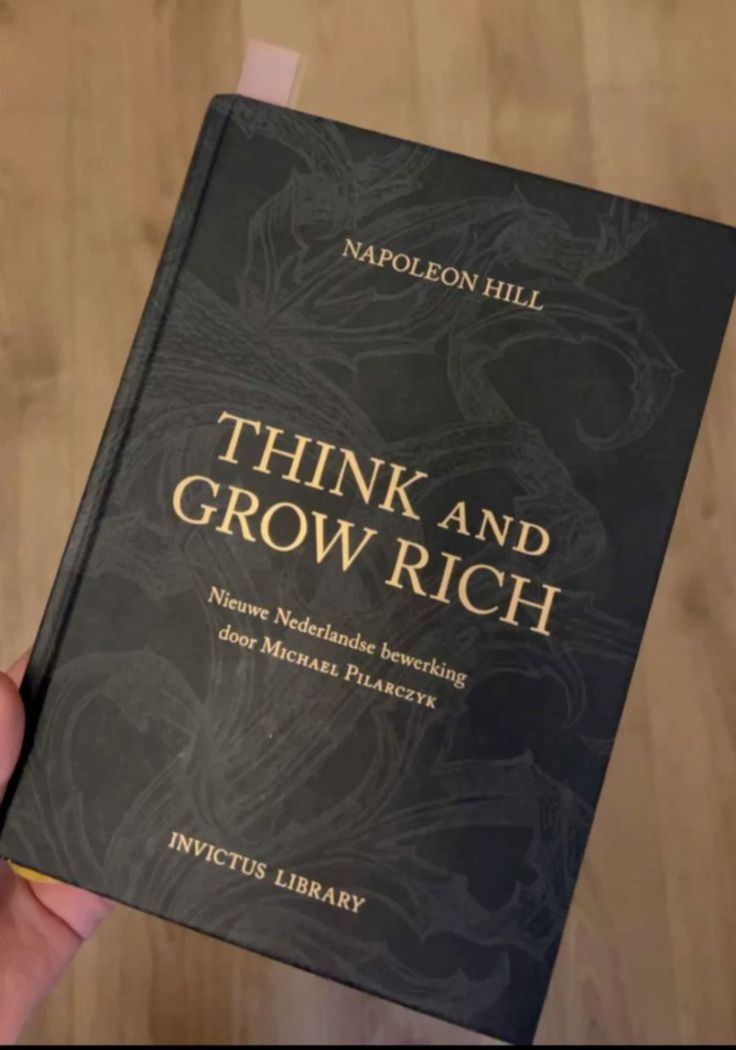 NAPOLEON HILL
THINK AND
GROW RICH
Nieuwe Nederlandse bewerking
door MICHAEL PILARCZYK
INVICTUS LIBRARY